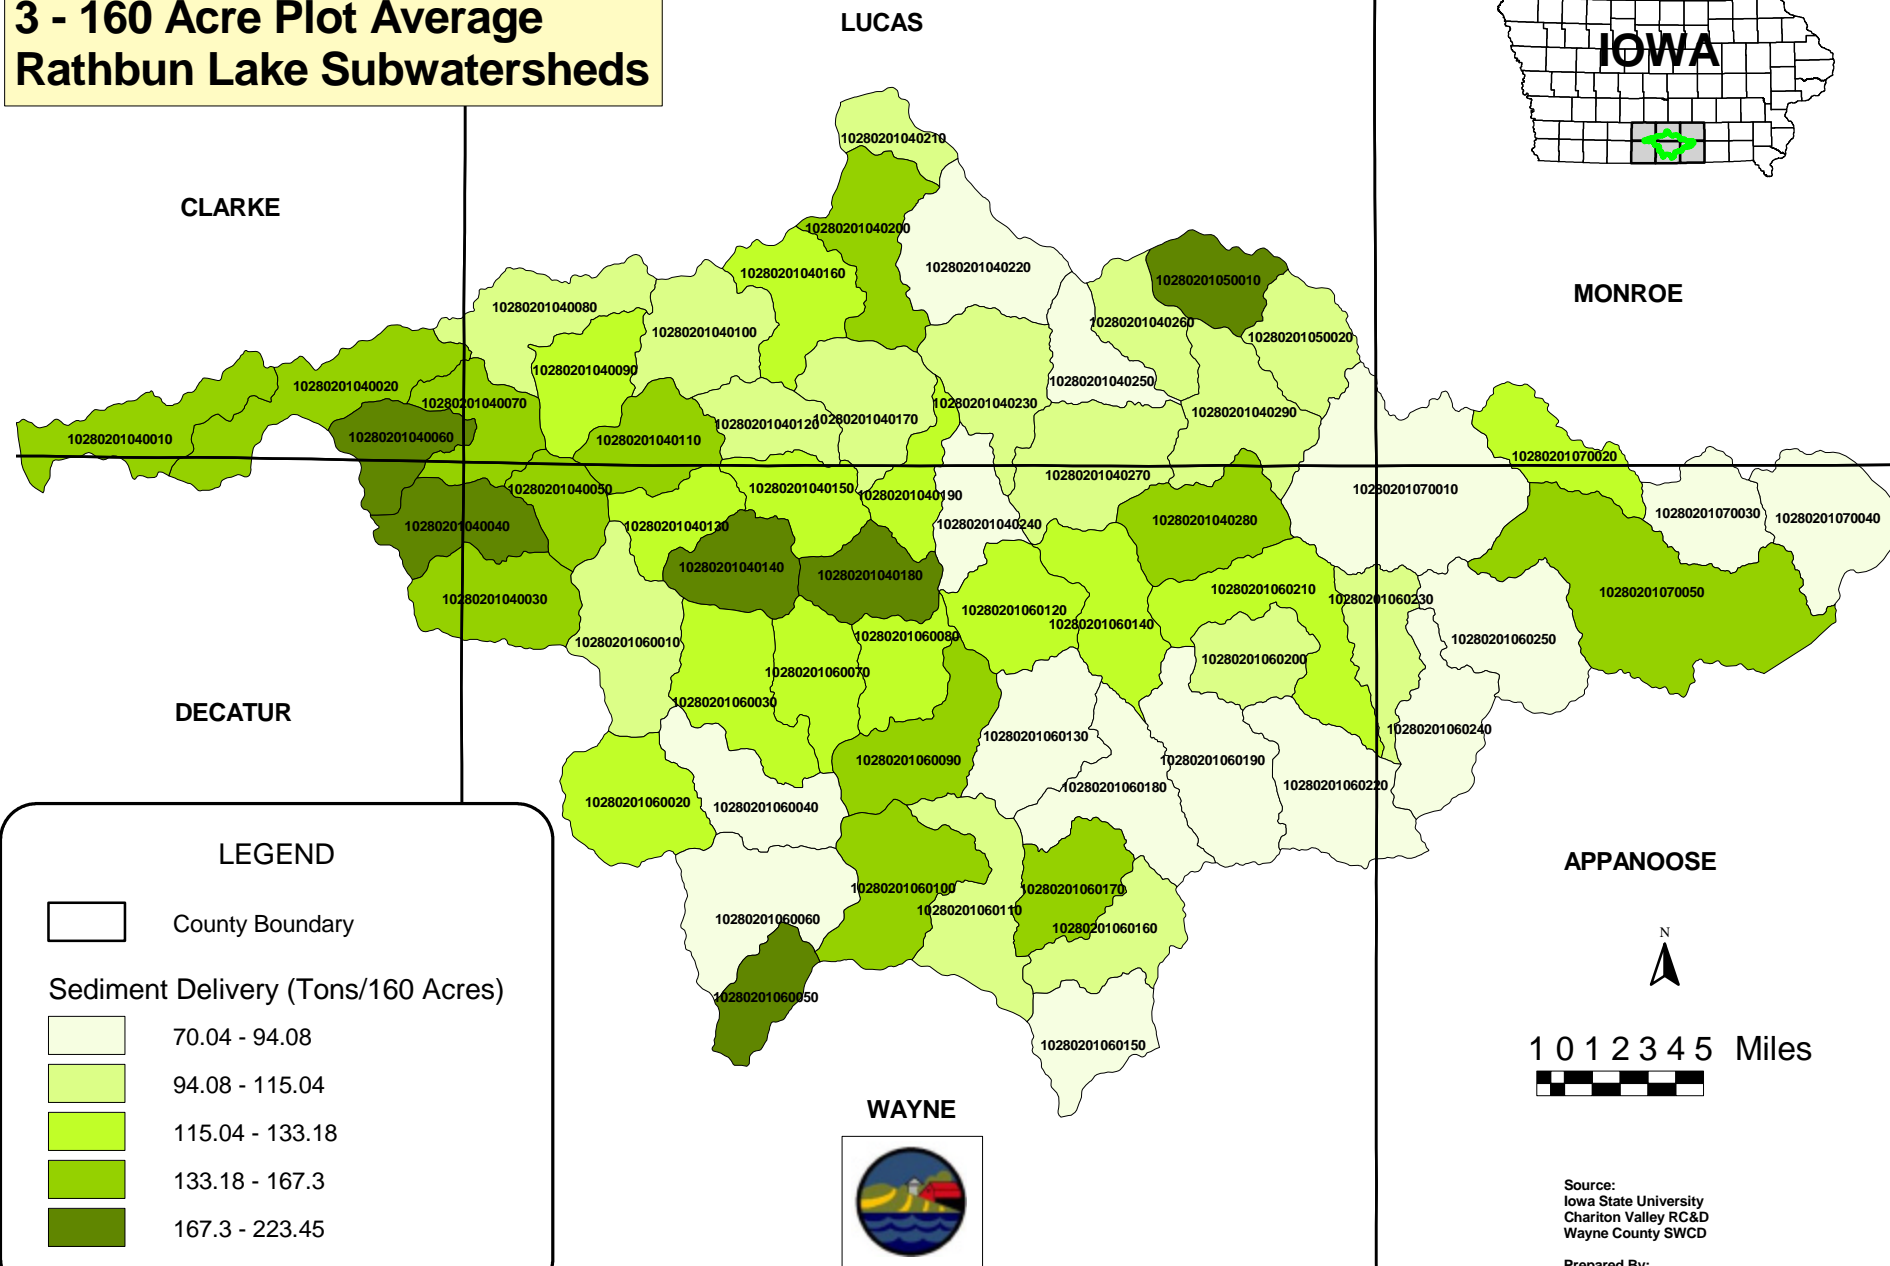 3 - 160 Acre Plot Average
Rathbun Lake Subwatersheds
LUCAS
IOWA
CLARKE
MONROE
DECATUR
APPANOOSE
WAYNE
10280201040210
10280201040200
10280201040220
10280201040160
10280201050010
10280201040080
10280201040100
10280201040260
10280201050020
10280201040090
10280201040250
10280201040020
10280201040070
10280201040230
10280201040290
10280201040120
10280201040170
10280201040010
10280201040060
10280201040110
10280201070020
10280201040270
10280201040050
10280201040150
10280201040190
10280201070010
10280201040040
10280201040130
10280201040240
10280201040280
10280201070030
10280201070040
10280201040140
10280201040180
10280201060210
10280201070050
10280201040030
10280201060120
10280201060230
10280201060140
10280201060010
10280201060080
10280201060250
10280201060200
10280201060070
10280201060030
10280201060130
10280201060240
10280201060090
10280201060190
10280201060180
10280201060220
10280201060020
10280201060040
10280201060100
10280201060170
10280201060110
10280201060060
10280201060160
10280201060050
10280201060150
LEGEND
County Boundary
Sediment Delivery (Tons/160 Acres)
70.04 - 94.08
94.08 - 115.04
115.04 - 133.18
133.18 - 167.3
167.3 - 223.45
N
1 0 1 2 3 4 5 Miles
Source:
Iowa State University
Chariton Valley RC&D
Wayne County SWCD
Prepared By: